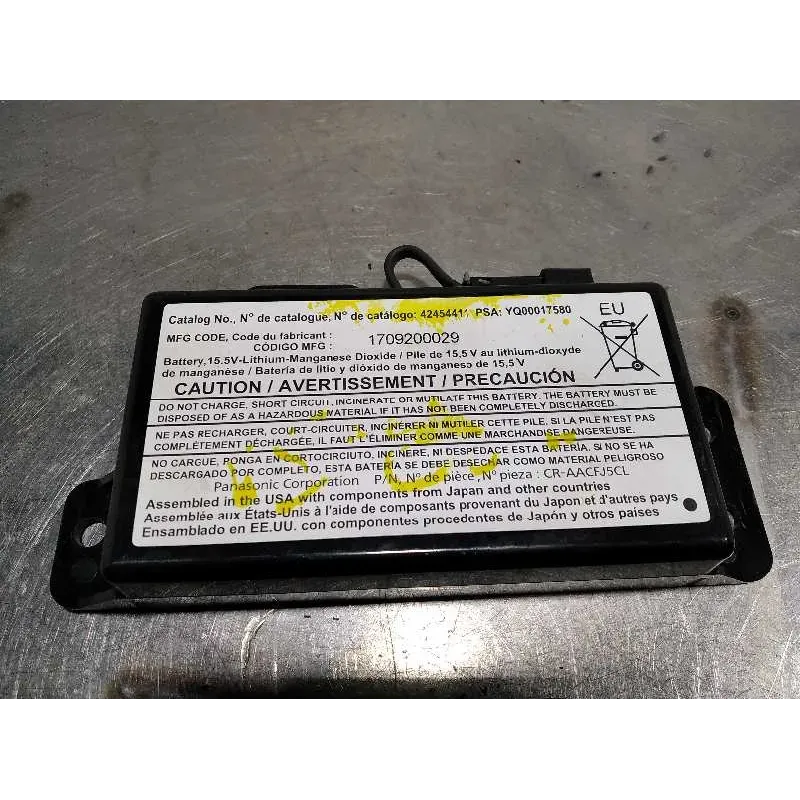 Catalog No., N° de catalogue, N° de catálogo: 42454411 PSA: YQ00017580
EU
MFG CODE, Code du fabricant :
CÓDIGO MFG :
1709200029
Battery,15.5V-Lithium-Manganese Dioxide / Pile de 15,5 V au lithium-dioxyde
de manganèse / Batería de litio y dióxido de manganeso de 15,5 V
CAUTION / AVERTISSEMENT / PRECAUCIÓN
DO NOT CHARGE, SHORT CIRCUIT, INCINERATE OR MUTILATE THIS BATTERY. THE BATTERY MUST BE
DISPOSED OF AS A HAZARDOUS MATERIAL IF IT HAS NOT BEEN COMPLETELY DISCHARGED.
NE PAS RECHARGER, COURT-CIRCUITER, INCINÉRER NI MUTILER CETTE PILE, SI LA PILE N'EST PAS
COMPLÈTEMENT DÉCHARGÉE, IL FAUT L'ÉLIMINER COMME UNE MARCHANDISE DANGEREUSE.
NO CARGUE, PONGA EN CORTOCIRCUITO, INCINERE, NI DESPEDACE ESTA BATERÍA. SI NO SE HA
DESCARGADO POR COMPLETO, ESTA BATERÍA SE DEBE DESECHAR COMO MATERIAL PELIGROSO
Panasonic Corporation P/N, N° de pièce, N° pieza : CR-AACFJ5CL
Assembled in the USA with components from Japan and other countries
Assemblée aux États-Unis à l'aide de composants provenant du Japon et d'autres pays
Ensamblado en EE.UU. con componentes procedentes de Japón y otros países